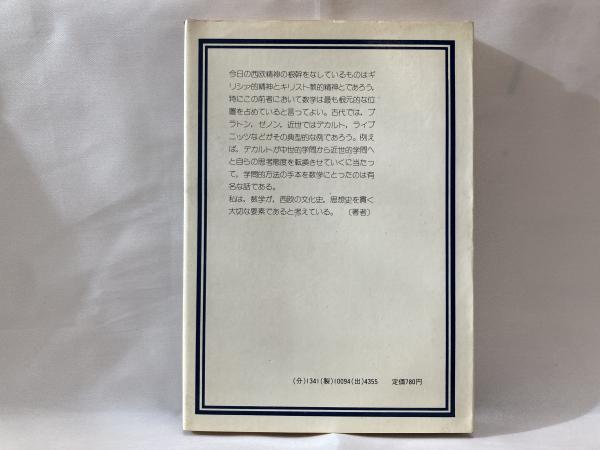 今日の西欧精神の根幹をなしているものはギ
リシァ的精神とキリスト教的精神とであろう。
特にこの前者において数学は最も根元的な位
置を占めていると言ってよい。古代では、プ
ラトン、ゼノン、近世ではデカルト、ライプ
ニッツなどがその典型的な例であろう。例え
ば、デカルトが中世的学問から近世的学問へ
と自らの思考態度を転換させていくに当たっ
て、学問的方法の手本を数学にとったのは有
名な話である。
私は、数学が、西欧の文化史、思想史を貫く
大切な要素であると考えている。〔著者〕
(分)1341(製)10094(出)4355 定価780円